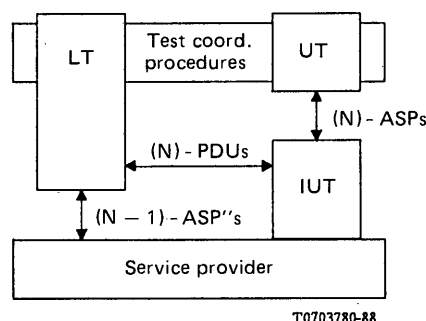 LT
Test coord.
procedures
UT
(N) - ASPs
(N) - PDUs
IUT
(N — 1) - ASP"s
Service provider
T0703780-88